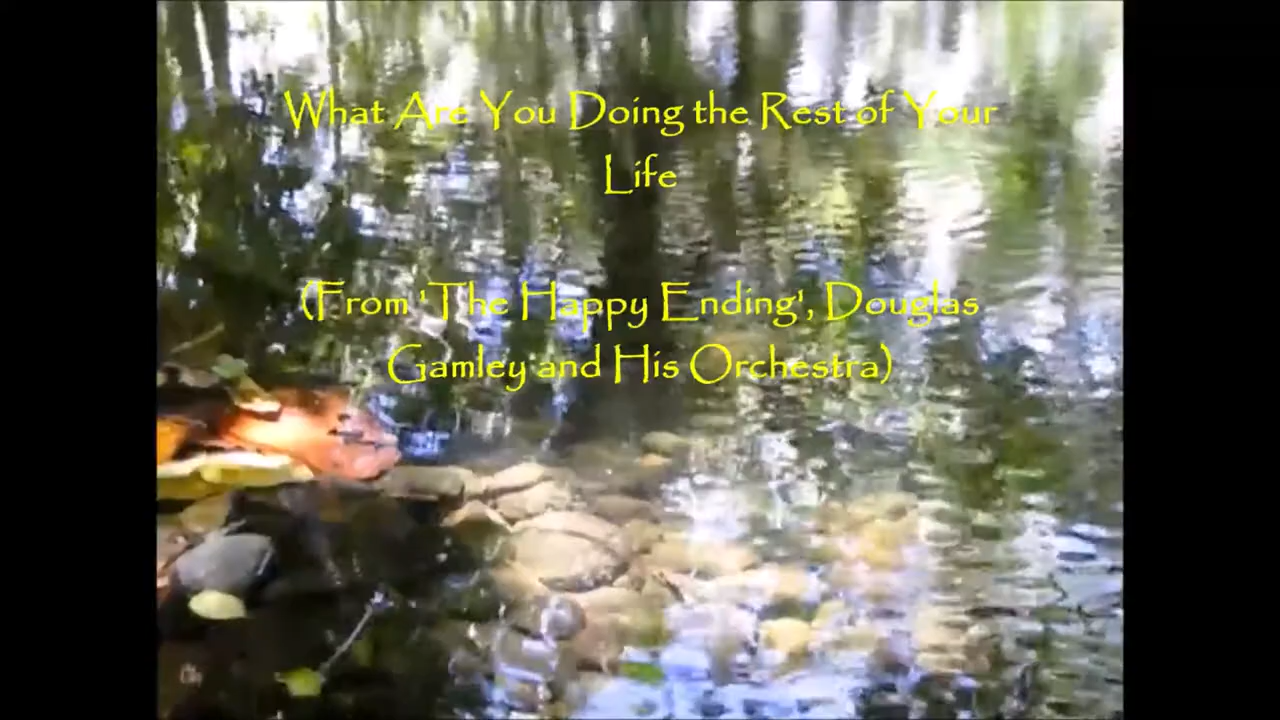 What Are You Doing the Rest of Your
Life
(From 'The Happy Ending', Douglas
Gamley and His Orchestra)